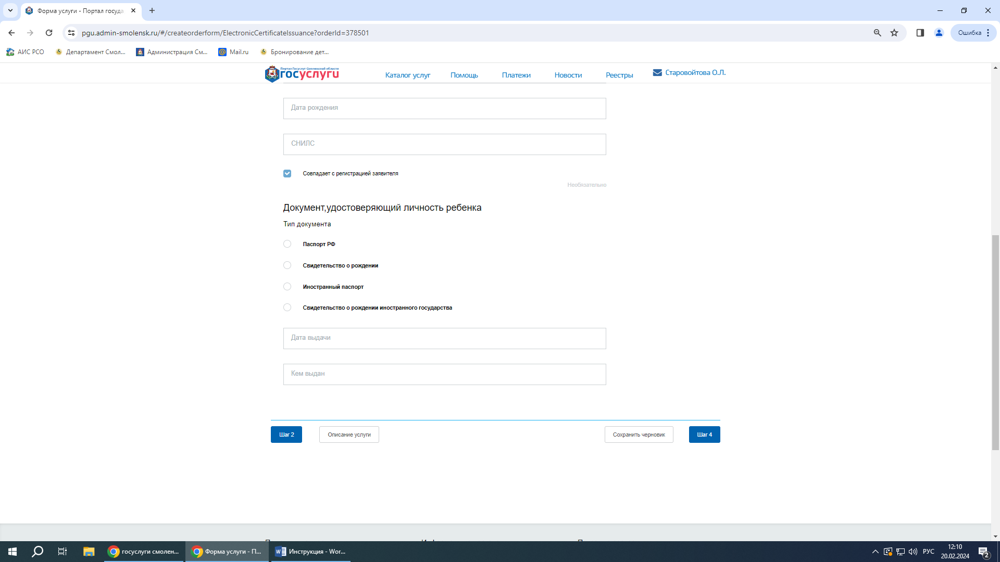 Форма услуги - Портал госуда
pgu.admin-smolensk.ru/#/createorderform/ElectronicCertificateIssuance?orderId=378501
Ошибка
АИС РСО
Департамент Смол...
Администрация См...
Mail.ru
Бронирование дет...
Портал Госуслуг Смоленской области
госуслуги
Каталог услуг
Помощь
Платежи
Новости
Реестры
Старовойтова О.Л.
Дата рождения
СНИЛС
Совпадает с регистрацией заявителя
Необязательно
Документ,удостоверяющий личность ребенка
Тип документа
Паспорт РФ
Свидетельство о рождении
Иностранный паспорт
Свидетельство о рождении иностранного государства
Дата выдачи
Кем выдан
Шаг 2
Описание услуги
Сохранить черновик
Шаг 4
госуслуги смолен...
Форма услуги - П...
Инструкция - Wor...
РУС
12:10
20.02.2024
2